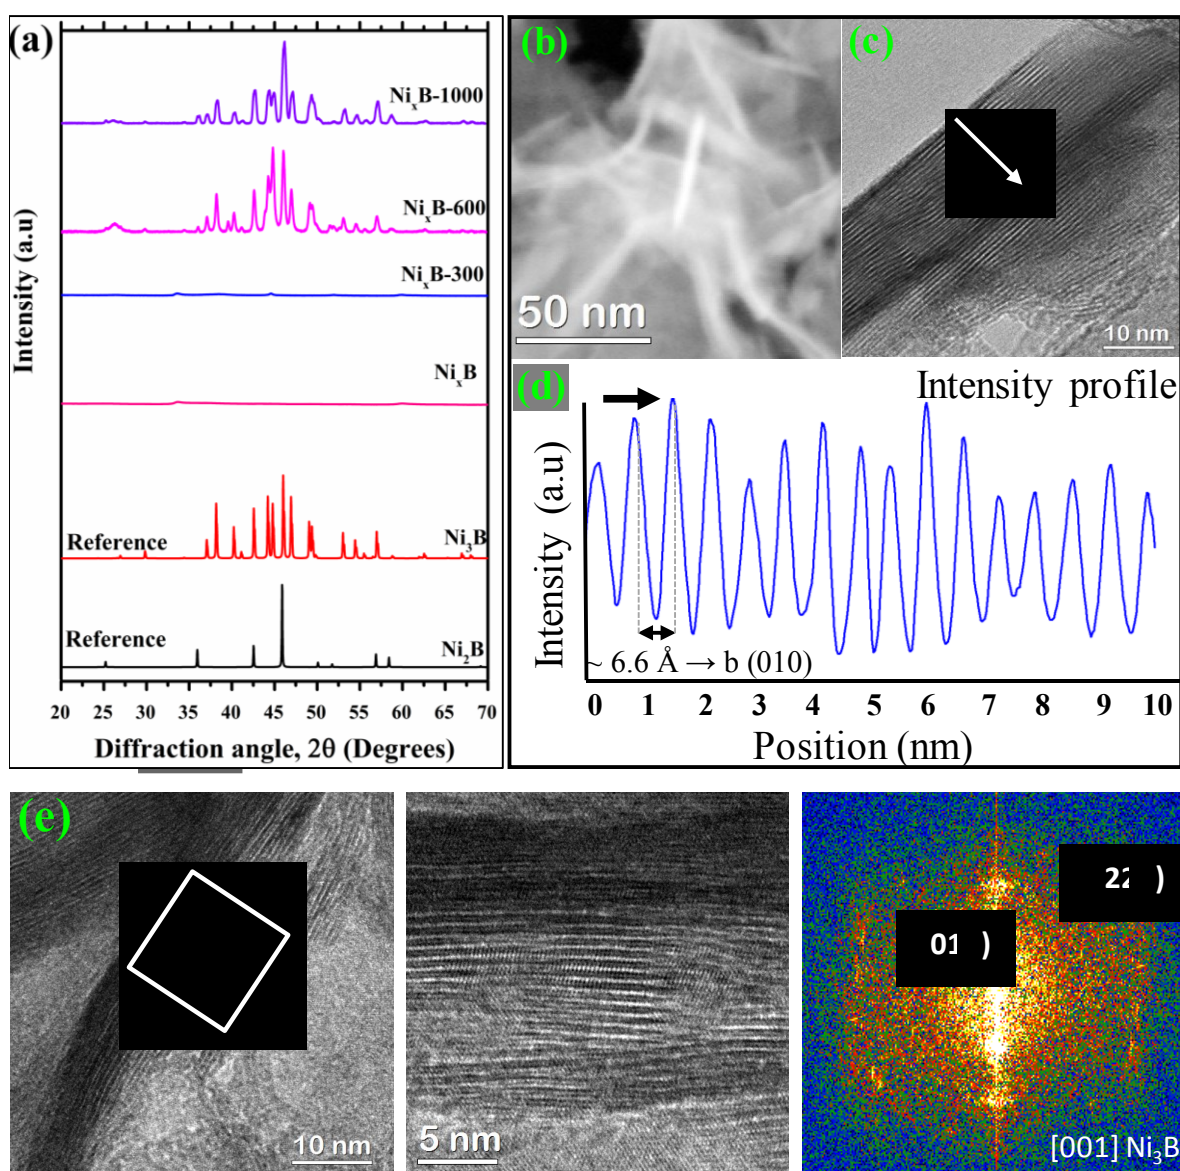 (a)
Intensity (a.u)
NiₓB-1000
NiₓB-600
NiₓB-300
NiₓB
Reference
Ni₃B
Reference
Ni₂B
20 25 30 35 40 45 50 55 60 65 70
Diffraction angle, 2θ (Degrees)
(b)
50 nm
(c)
10 nm
(d)
Intensity profile
Intensity (a.u)
~ 6.6 Å → b (010)
0 1 2 3 4 5 6 7 8 9 10
Position (nm)
(e)
10 nm
5 nm
22 )
01 )
[001] Ni₃B